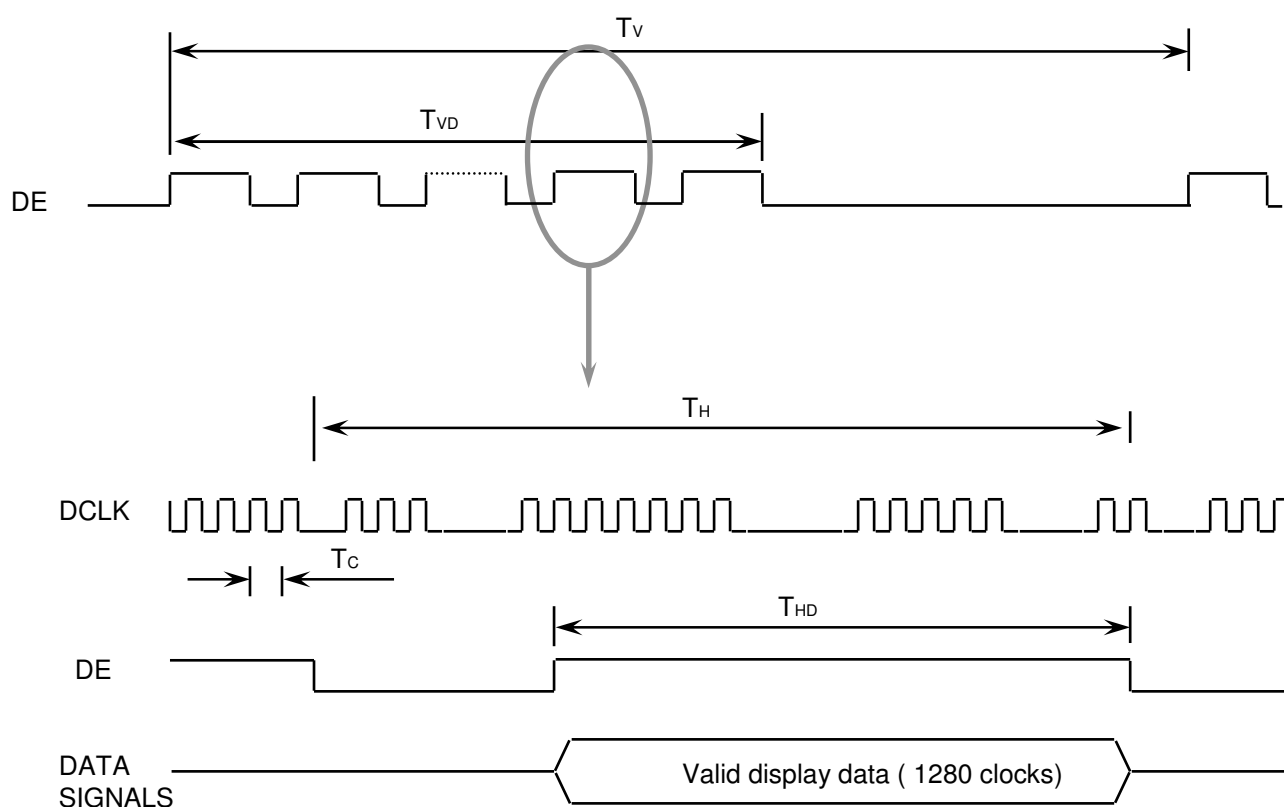 TV
TVD
DE
TH
DCLK
TC
THD
DE
DATA
SIGNALS
Valid display data ( 1280 clocks)